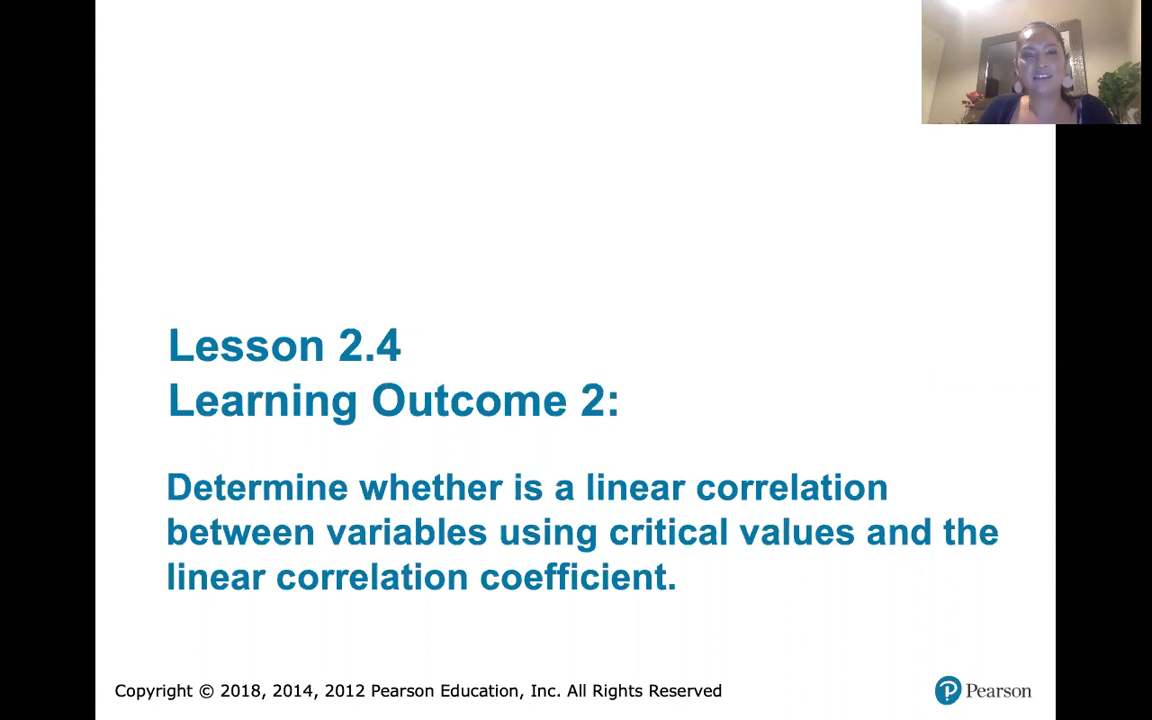 Lesson 2.4
Learning Outcome 2:
Determine whether is a linear correlation
between variables using critical values and the
linear correlation coefficient.
Copyright © 2018, 2014, 2012 Pearson Education, Inc. All Rights Reserved
P Pearson